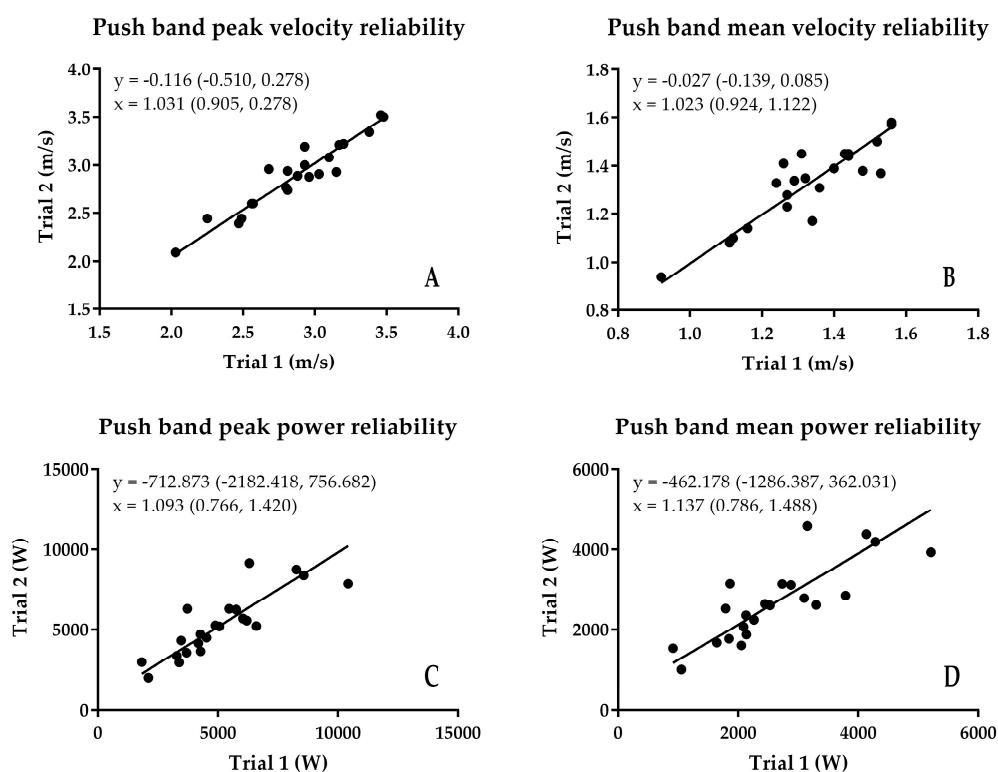 Push band peak velocity reliability
y = -0.116 (-0.510, 0.278)
x = 1.031 (0.905, 0.278)
4.0
3.5
3.0
2.5
2.0
1.5
Trial 2 (m/s)
A
1.5 2.0 2.5 3.0 3.5 4.0
Trial 1 (m/s)
Push band mean velocity reliability
y = -0.027 (-0.139, 0.085)
x = 1.023 (0.924, 1.122)
1.8
1.6
1.4
1.2
1.0
0.8
Trial 2 (m/s)
B
0.8 1.0 1.2 1.4 1.6 1.8
Trial 1 (m/s)
Push band peak power reliability
y = -712.873 (-2182.418, 756.682)
x = 1.093 (0.766, 1.420)
15000
10000
5000
0
Trial 2 (W)
C
0 5000 10000 15000
Trial 1 (W)
Push band mean power reliability
y = -462.178 (-1286.387, 362.031)
x = 1.137 (0.786, 1.488)
6000
4000
2000
0
Trial 2 (W)
D
0 2000 4000 6000
Trial 1 (W)